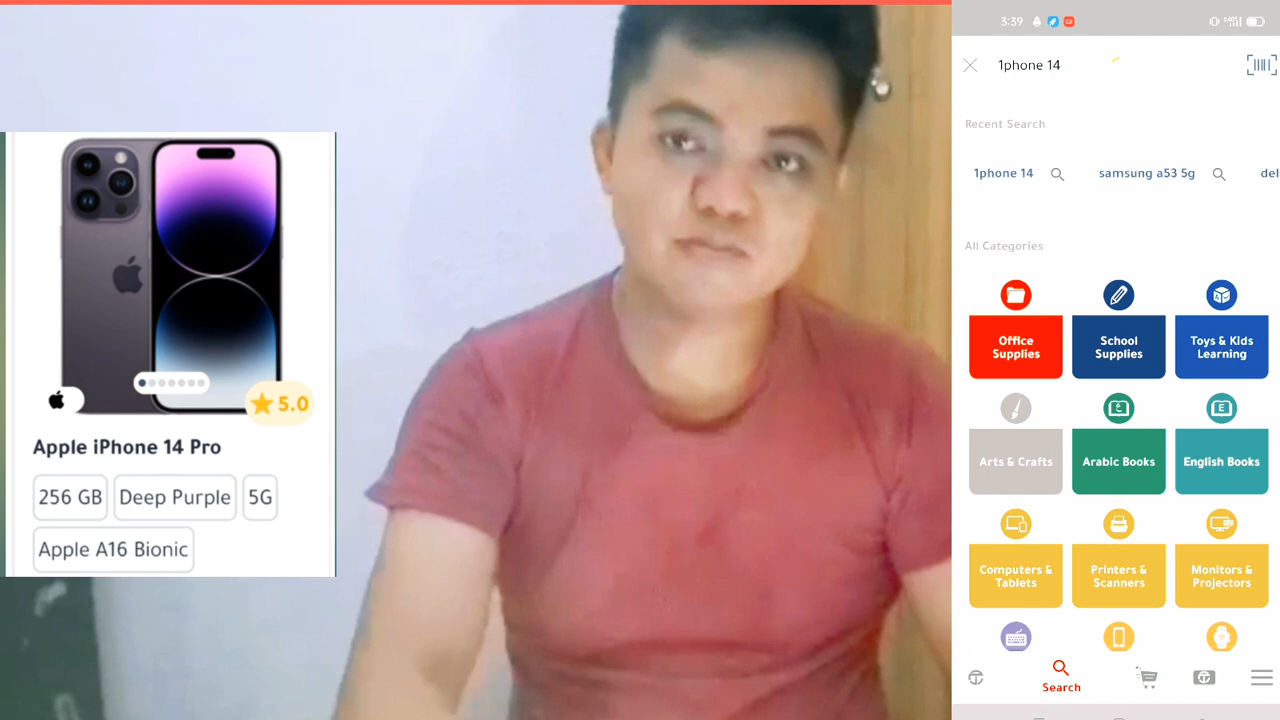 5.0
Apple iPhone 14 Pro
256 GB
Deep Purple
5G
Apple A16 Bionic
3:39
1phone 14
Recent Search
1phone 14
samsung a53 5g
del
All Categories
Office
Supplies
School
Supplies
Toys & Kids
Learning
Arts & Crafts
Arabic Books
English Books
Computers &
Tablets
Printers &
Scanners
Monitors &
Projectors
Search